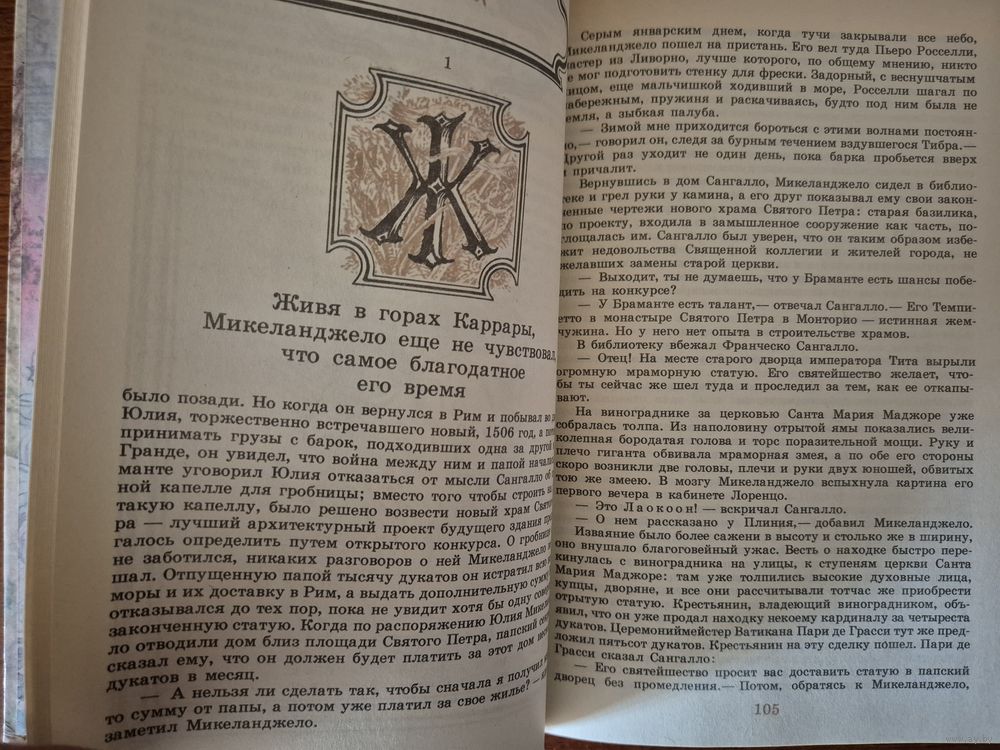 1
Ж
Живя в горах Каррары,
Микеланджело еще не чувствовал,
что самое благодатное
его время
было позади. Но когда он вернулся в Рим и побывал
Юлия, торжественно встречавшего новый, 1506 год, а
принимать грузы с барок, подходивших одна за другой
Гранде, он увидел, что война между ним и папой
манте уговорил Юлия отказаться от мысли Сангалло об
ной капелле для гробницы; вместо того чтобы строить
такую капеллу, было решено возвести новый храм
ра — лучший архитектурный проект будущего здания
галось определить путем открытого конкурса. О
не заботился, никаких разговоров о ней Микеланджело
шал. Отпущенную папой тысячу дукатов он истратил
моры и их доставку в Рим, а выдать дополнительную сумму
отказывался до тех пор, пока не увидит хотя бы одну
законченную статую. Когда по распоряжению Юлия
ло отводили дом близ площади Святого Петра, папский
сказал ему, что он должен будет платить за этот дом
дукатов в месяц.
— А нельзя ли сделать так, чтобы сначала я получил
то сумму от папы, а потом уже платил за свое жилье? —
заметил Микеланджело.
Серым январским днем, когда тучи закрывали все небо,
Микеланджело пошел на пристань. Его вел туда Пьеро Росселли,
мастер из Ливорно, лучше которого, по общему мнению, никто
не мог подготовить стенку для фрески. Задорный, с веснушчатым
лицом, еще мальчишкой ходивший в море, Росселли шагал по
набережным, пружиня и раскачиваясь, будто под ним была не
земля, а зыбкая палуба.
— Зимой мне приходится бороться с этими волнами постоян-
но,— говорил он, следя за бурным течением вздувшегося Тибра.—
Другой раз уходит не один день, пока барка пробьется вверх
и причалит.
Вернувшись в дом Сангалло, Микеланджело сидел в библио-
теке и грел руки у камина, а его друг показывал ему свои закон-
ченные чертежи нового храма Святого Петра: старая базилика,
по проекту, входила в замышленное сооружение как часть, по-
глощалась им. Сангалло был уверен, что он таким образом избе-
жит недовольства Священной коллегии и жителей города, не
желавших замены старой церкви.
— Выходит, ты не думаешь, что у Браманте есть шансы побе-
дить на конкурсе?
— У Браманте есть талант,— отвечал Сангалло.— Его Темпи-
етто в монастыре Святого Петра в Монторио — истинная жем-
чужина. Но у него нет опыта в строительстве храмов.
В библиотеку вбежал Франческо Сангалло.
— Отец! На месте старого дворца императора Тита вырыли
огромную мраморную статую. Его святейшество желает, что-
бы ты сейчас же шел туда и проследил за тем, как ее откапы-
вают.
На винограднике за церковью Санта Мария Маджоре уже
собралась толпа. Из наполовину отрытой ямы показались вели-
колепная бородатая голова и торс поразительной мощи. Руку и
плечо гиганта обвивала мраморная змея, а по обе его стороны
скоро возникли две головы, плечи и руки двух юношей, обвитых
тою же змеею. В мозгу Микеланджело вспыхнула картина его
первого вечера в кабинете Лоренцо.
— Это Лаокоон! — вскричал Сангалло.
— О нем рассказано у Плиния,— добавил Микеланджело.
Изваяние было более сажени в высоту и столько же в ширину,
оно внушало благоговейный ужас. Весть о находке быстро пере-
кинулась с виноградника на улицы, к ступеням церкви Санта
Мария Маджоре: там уже толпились высокие духовные лица,
купцы, дворяне, и все они рассчитывали тотчас же приобрести
отрытую статую. Крестьянин, владеющий виноградником, объ-
явил, что он уже продал находку некоему кардиналу за четыреста
дукатов. Церемониймейстер Ватикана Пари де Грасси тут же пред-
ложил пятьсот дукатов. Крестьянин на эту сделку пошел. Пари де
Грасси сказал Сангалло:
— Его святейшество просит вас доставить статую в папский
дворец без промедления.— Потом, обратясь к Микеланджело,
105